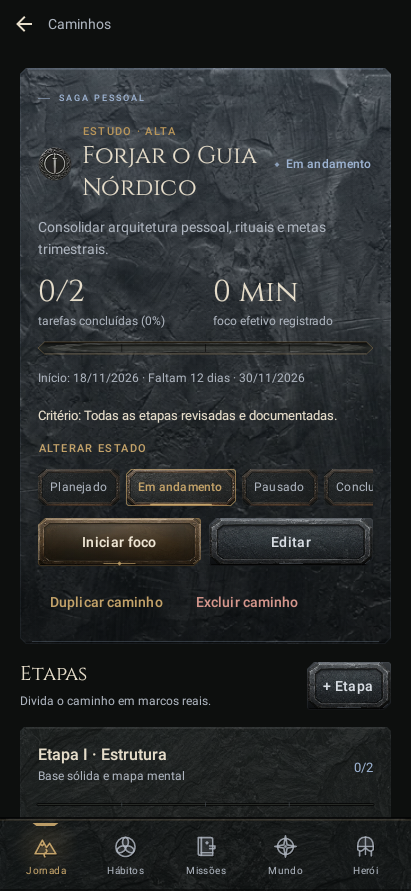 Caminhos
SAGA PESSOAL
ESTUDO · ALTA
Forjar o Guia
Nórdico
Em andamento
Consolidar arquitetura pessoal, rituais e metas
trimestrais.
0/2
tarefas concluídas (0%)
0 min
foco efetivo registrado
Início: 18/11/2026 · Faltam 12 dias · 30/11/2026
Critério: Todas as etapas revisadas e documentadas.
ALTERAR ESTADO
Planejado
Em andamento
Pausado
Conclu
Iniciar foco
Editar
Duplicar caminho
Excluir caminho
Etapas
Divida o caminho em marcos reais.
+ Etapa
Etapa I · Estrutura
Base sólida e mapa mental
0/2
Jornada
Hábitos
Missões
Mundo
Herói